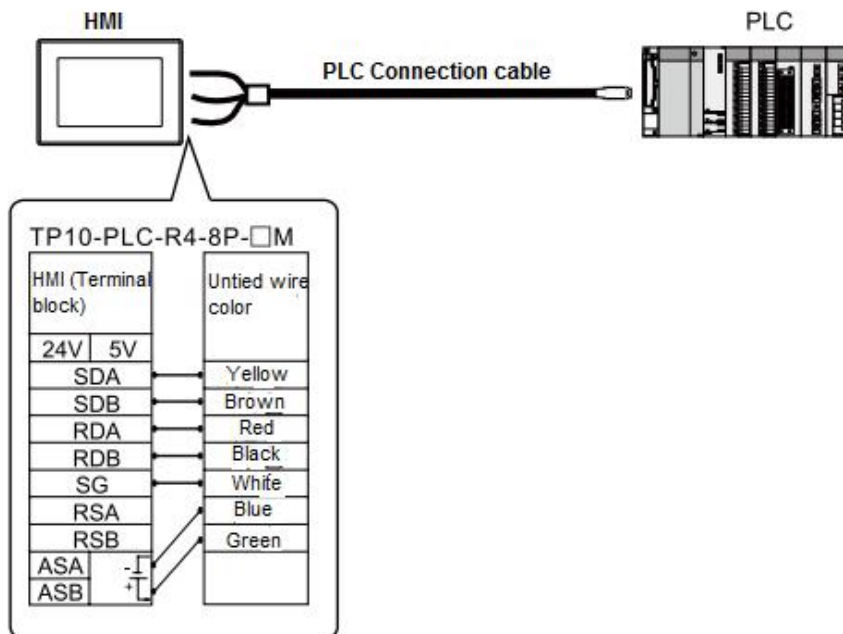 HMI
PLC
PLC Connection cable
TP10-PLC-R4-8P-□M
HMI (Terminal
block)
Untied wire
color
24V 5V
SDA Yellow
SDB Brown
RDA Red
RDB Black
SG White
RSA Blue
RSB Green
ASA -
ASB +